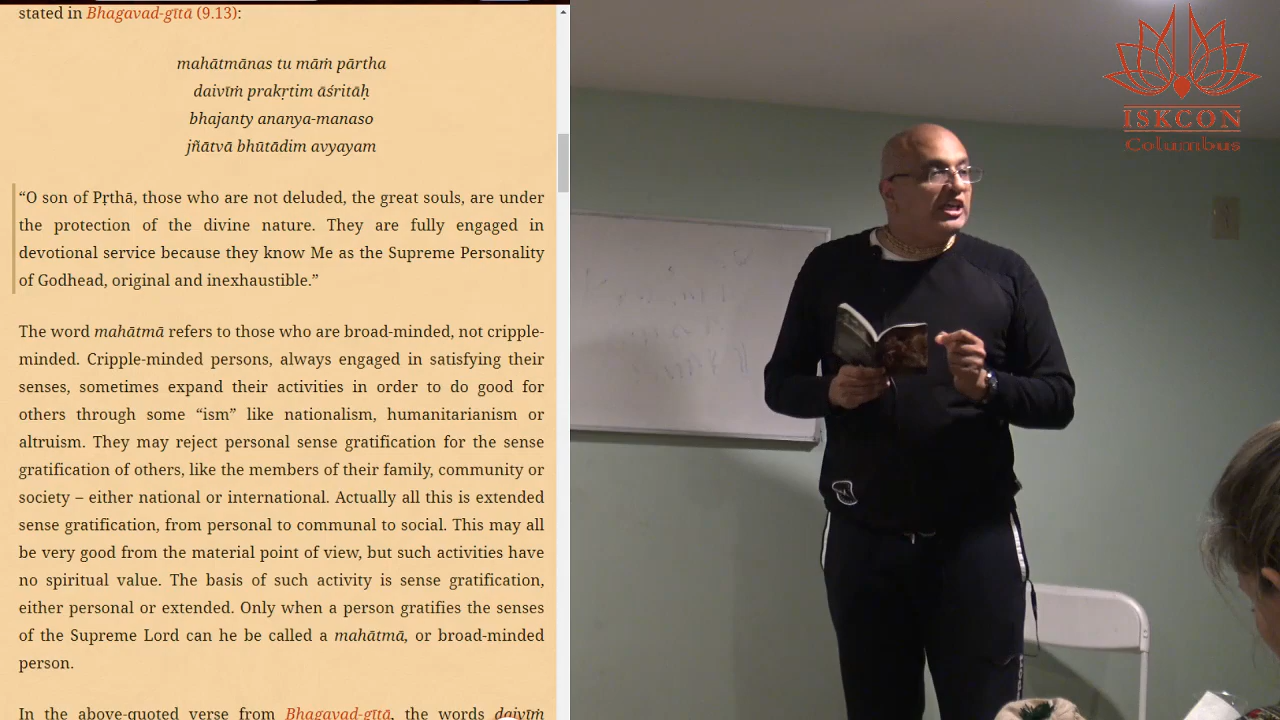 stated in Bhagavad-gītā (9.13):
mahātmānas tu māṁ pārtha
daivīṁ prakṛtim āśritāḥ
bhajanty ananya-manaso
jñātvā bhūtādim avyayam
“O son of Pṛthā, those who are not deluded, the great souls, are under
the protection of the divine nature. They are fully engaged in
devotional service because they know Me as the Supreme Personality
of Godhead, original and inexhaustible.”
The word mahātmā refers to those who are broad-minded, not cripple-
minded. Cripple-minded persons, always engaged in satisfying their
senses, sometimes expand their activities in order to do good for
others through some “ism” like nationalism, humanitarianism or
altruism. They may reject personal sense gratification for the sense
gratification of others, like the members of their family, community or
society – either national or international. Actually all this is extended
sense gratification, from personal to communal to social. This may all
be very good from the material point of view, but such activities have
no spiritual value. The basis of such activity is sense gratification,
either personal or extended. Only when a person gratifies the senses
of the Supreme Lord can he be called a mahātmā, or broad-minded
person.
In the above-quoted verse from Bhagavad-gītā, the words daivīṁ
ISKCON
Columbus